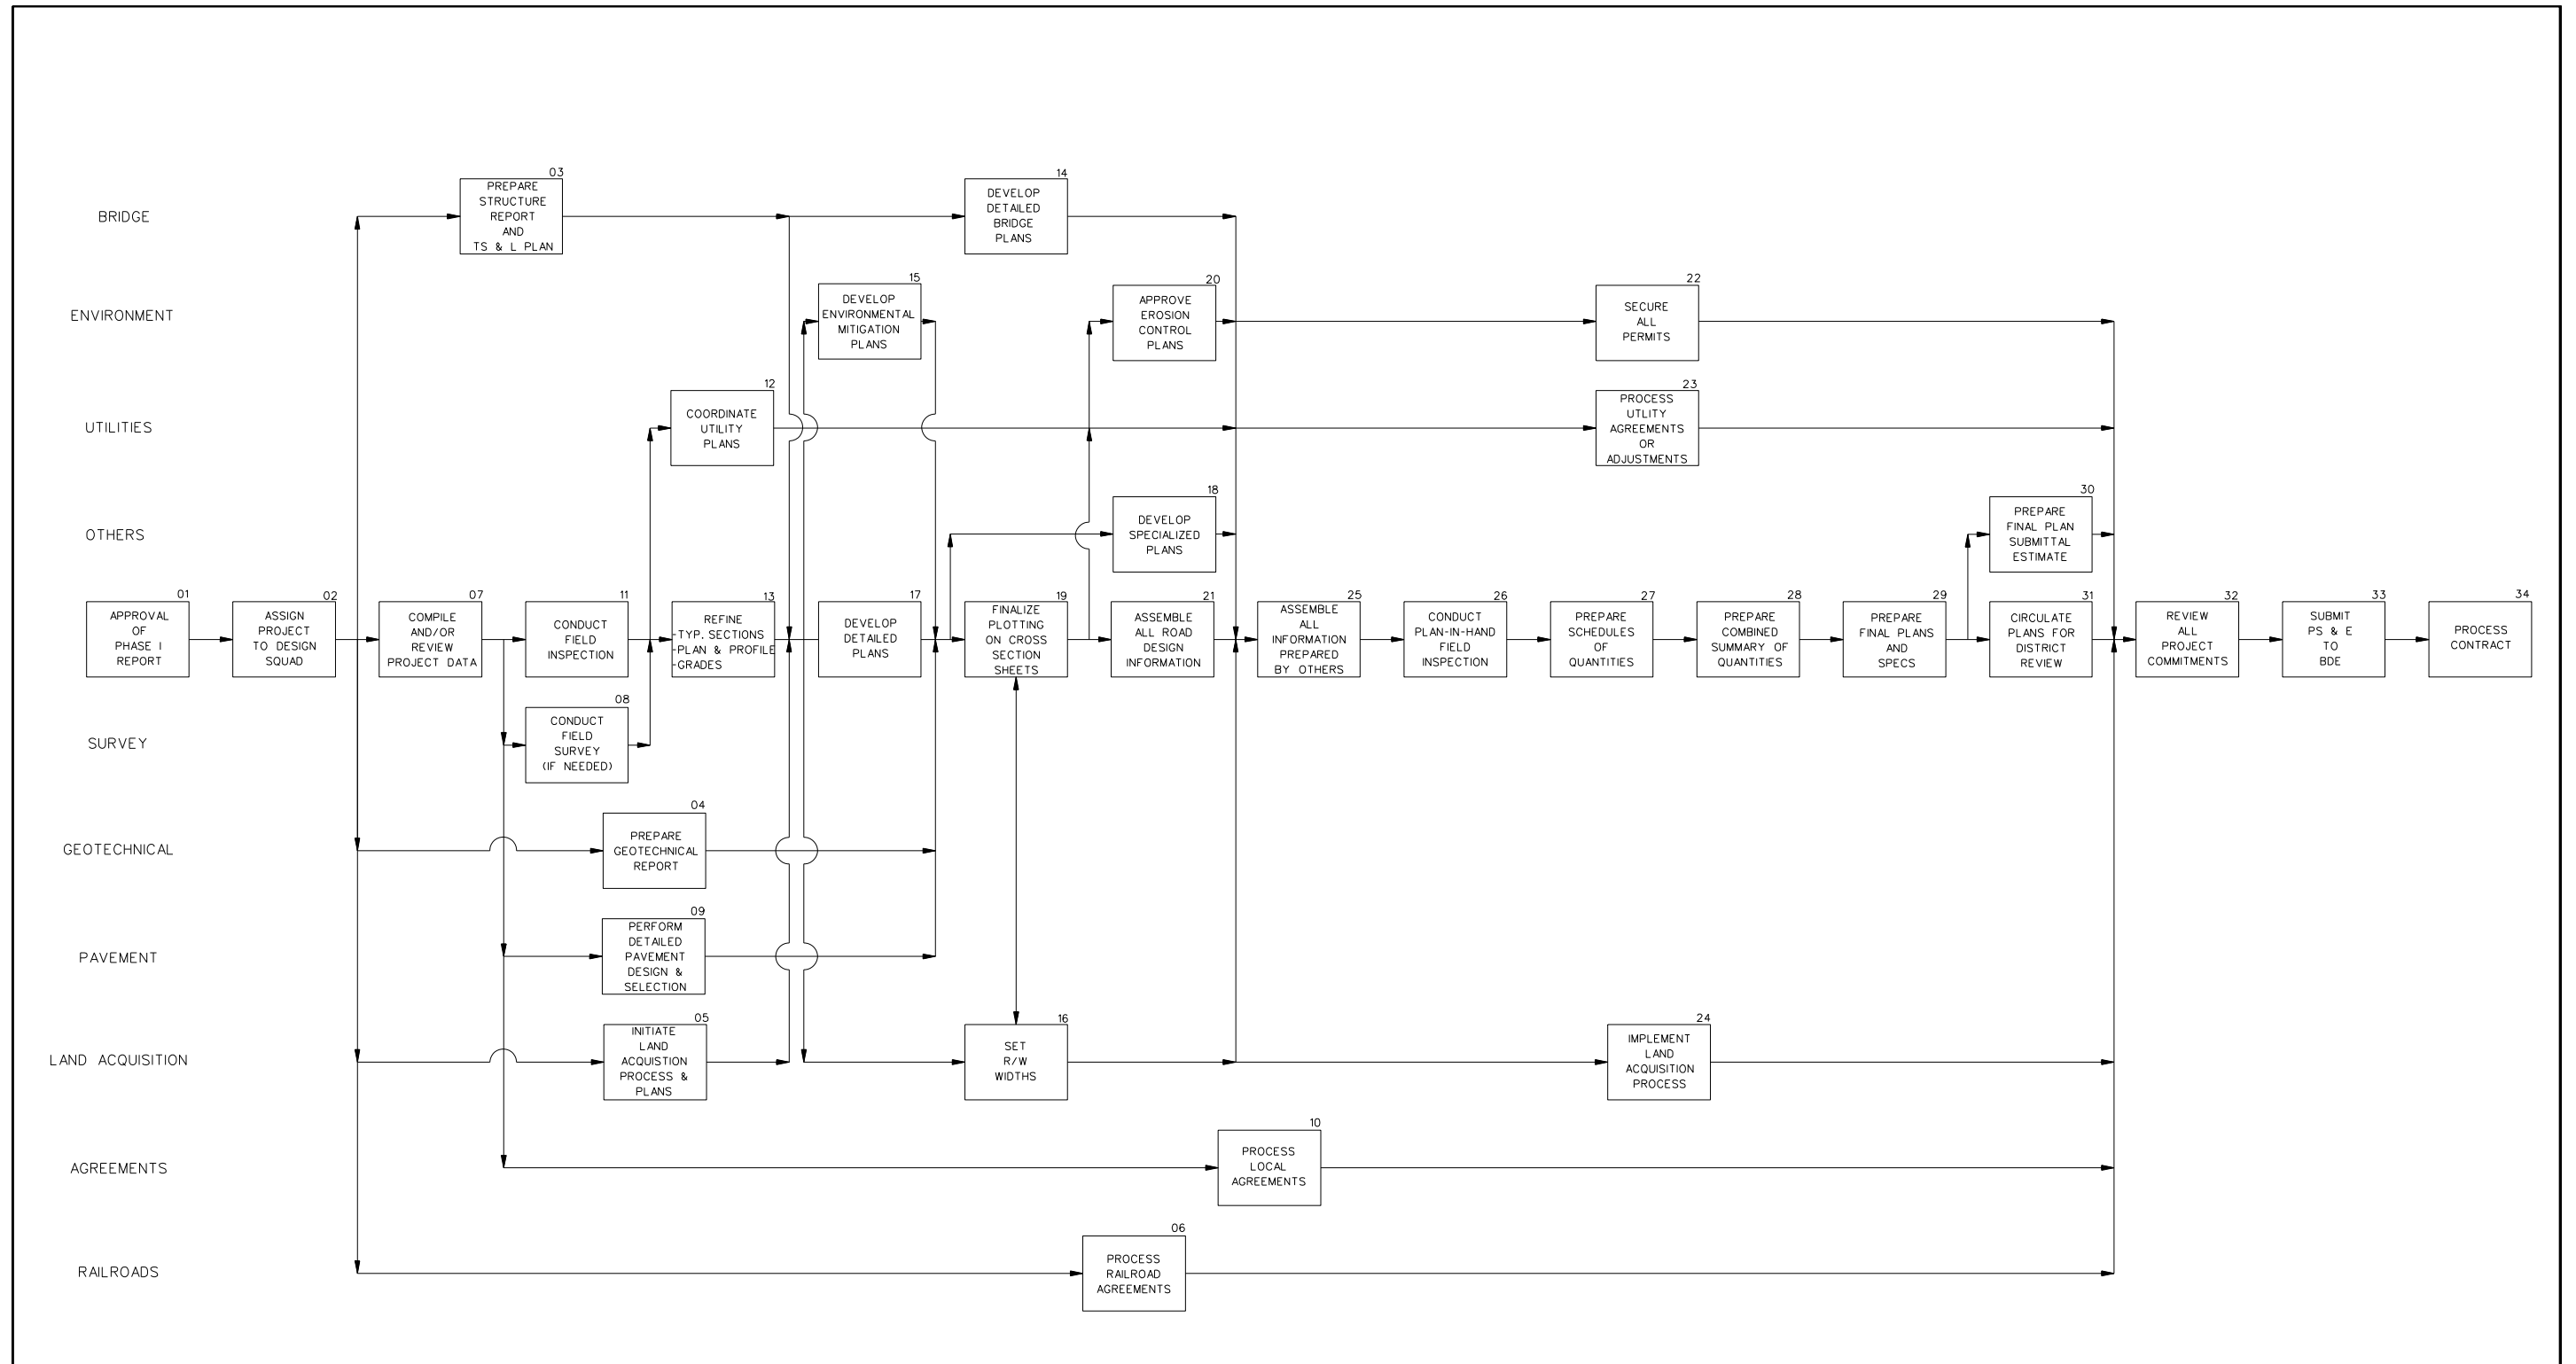 BRIDGE
03
PREPARE
STRUCTURE
REPORT
AND
TS & L PLAN
14
DEVELOP
DETAILED
BRIDGE
PLANS
ENVIRONMENT
15
DEVELOP
ENVIRONMENTAL
MITIGATION
PLANS
20
APPROVE
EROSION
CONTROL
PLANS
22
SECURE
ALL
PERMITS
UTILITIES
12
COORDINATE
UTILITY
PLANS
23
PROCESS
UTLITY
AGREEMENTS
OR
ADJUSTMENTS
OTHERS
18
DEVELOP
SPECIALIZED
PLANS
30
PREPARE
FINAL PLAN
SUBMITTAL
ESTIMATE
01
APPROVAL
OF
PHASE I
REPORT
02
ASSIGN
PROJECT
TO DESIGN
SQUAD
07
COMPILE
AND/OR
REVIEW
PROJECT DATA
11
CONDUCT
FIELD
INSPECTION
13
REFINE
-TYP. SECTIONS
-PLAN & PROFILE
-GRADES
17
DEVELOP
DETAILED
PLANS
19
FINALIZE
PLOTTING
ON CROSS
SECTION
SHEETS
21
ASSEMBLE
ALL ROAD
DESIGN
INFORMATION
25
ASSEMBLE
ALL
INFORMATION
PREPARED
BY OTHERS
26
CONDUCT
PLAN-IN-HAND
FIELD
INSPECTION
27
PREPARE
SCHEDULES
OF
QUANTITIES
28
PREPARE
COMBINED
SUMMARY OF
QUANTITIES
29
PREPARE
FINAL PLANS
AND
SPECS
31
CIRCULATE
PLANS FOR
DISTRICT
REVIEW
32
REVIEW
ALL
PROJECT
COMMITMENTS
33
SUBMIT
PS & E
TO
BDE
34
PROCESS
CONTRACT
SURVEY
08
CONDUCT
FIELD
SURVEY
(IF NEEDED)
GEOTECHNICAL
04
PREPARE
GEOTECHNICAL
REPORT
PAVEMENT
09
PERFORM
DETAILED
PAVEMENT
DESIGN &
SELECTION
LAND ACQUISITION
05
INITIATE
LAND
ACQUISTION
PROCESS &
PLANS
16
SET
R/W
WIDTHS
24
IMPLEMENT
LAND
ACQUISITION
PROCESS
AGREEMENTS
10
PROCESS
LOCAL
AGREEMENTS
RAILROADS
06
PROCESS
RAILROAD
AGREEMENTS